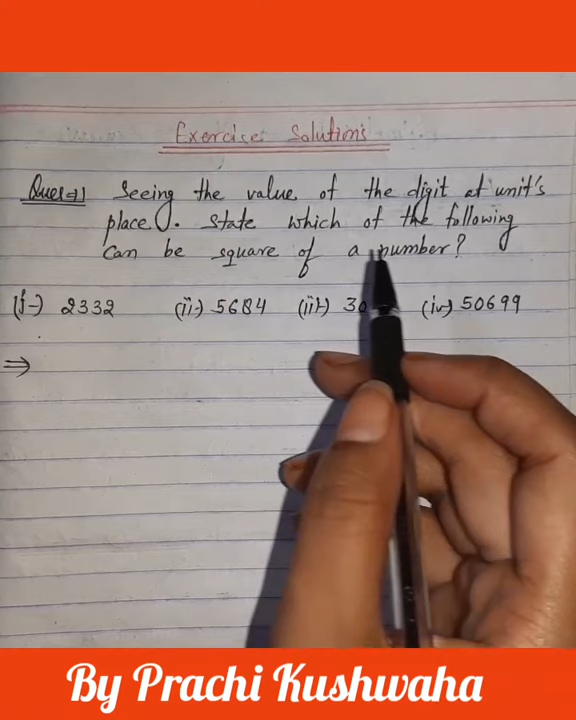 Exercise Solutions
Ques→1 Seeing the value of the digit at unit's
place. State which of the following
can be square of a number?
(i-) 2332 (ii-) 5684 (iii-) 30 (iv-) 50699
⇒
By Prachi Kushwaha